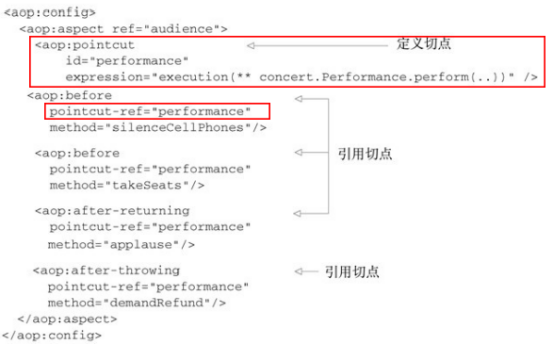 <aop:config>
<aop:aspect ref="audience">
<aop:pointcut 定义切点
id="performance"
expression="execution(** concert.Performance.perform(..))" />
<aop:before
pointcut-ref="performance"
method="silenceCellPhones"/>
<aop:before 引用切点
pointcut-ref="performance"
method="takeSeats"/>
<aop:after-returning
pointcut-ref="performance"
method="applause"/>
<aop:after-throwing 引用切点
pointcut-ref="performance"
method="demandRefund"/>
</aop:aspect>
</aop:config>